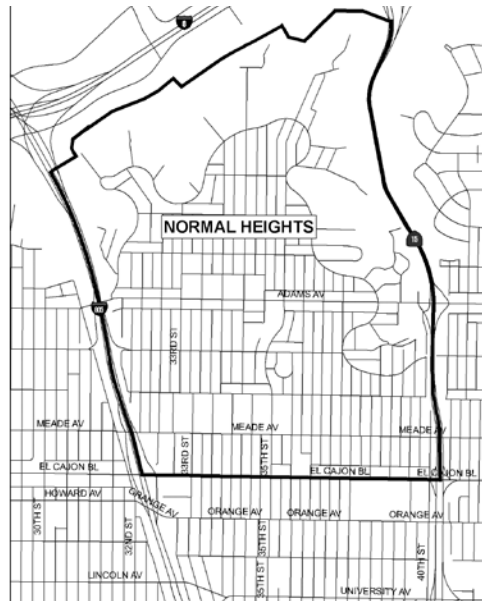 8
NORMAL HEIGHTS
15
ADAMS AV
805
33RD ST
MEADE AV
MEADE AV
MEADE AV
33RD ST
35TH ST
EL CAJON BL
EL CAJON BL
EL CAJON BL
HOWARD AV
ORANGE AV
ORANGE AV
ORANGE AV
ORANGE AV
30TH ST
32ND ST
35TH ST
40TH ST
LINCOLN AV
35TH ST
UNIVERSITY AV